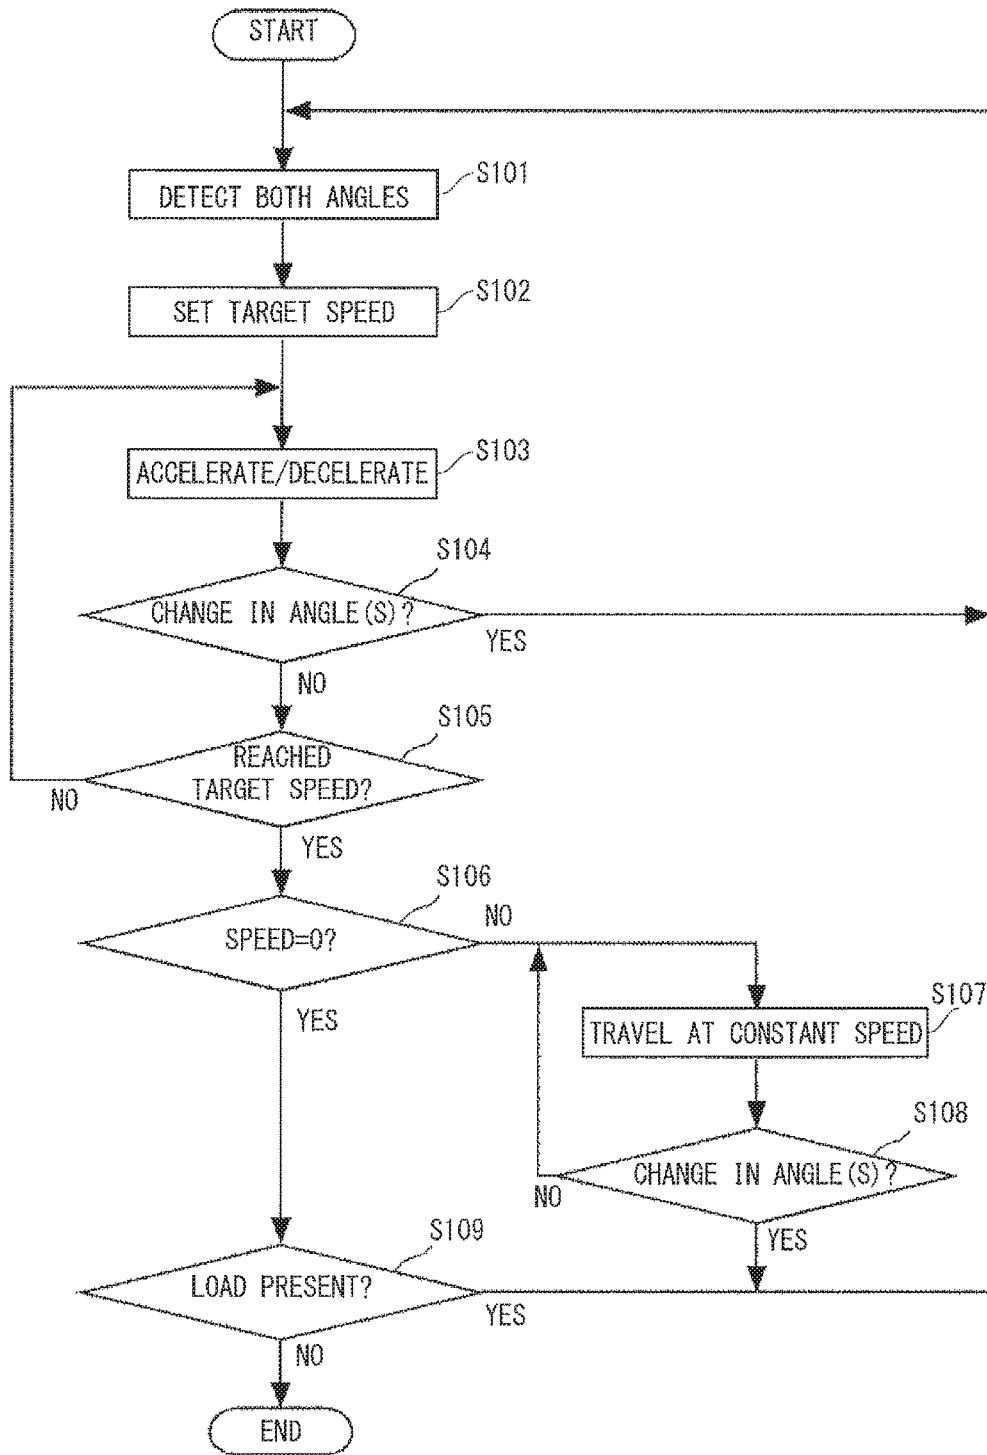 START
S101
DETECT BOTH ANGLES
S102
SET TARGET SPEED
S103
ACCELERATE/DECELERATE
S104
CHANGE IN ANGLE(S)?
YES
NO
S105
REACHED
TARGET SPEED?
NO
YES
S106
NO
SPEED=0?
YES
S107
TRAVEL AT CONSTANT SPEED
S108
CHANGE IN ANGLE(S)?
NO
YES
S109
LOAD PRESENT?
YES
NO
END